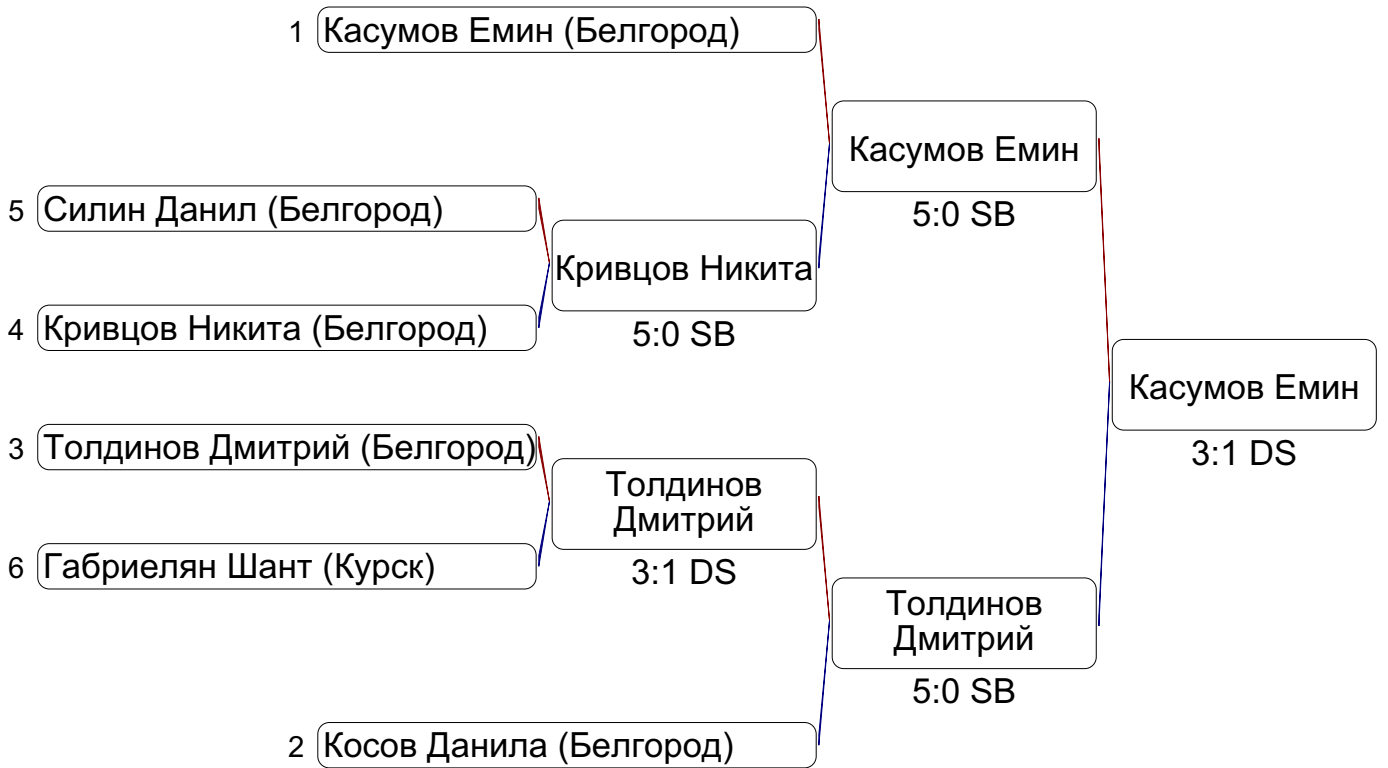 1 Касумов Емин (Белгород)
Касумов Емин
5:0 SB
5 Силин Данил (Белгород)
Кривцов Никита
5:0 SB
4 Кривцов Никита (Белгород)
Касумов Емин
3:1 DS
3 Толдинов Дмитрий (Белгород)
Толдинов
Дмитрий
3:1 DS
6 Габриелян Шант (Курск)
Толдинов
Дмитрий
5:0 SB
2 Косов Данила (Белгород)